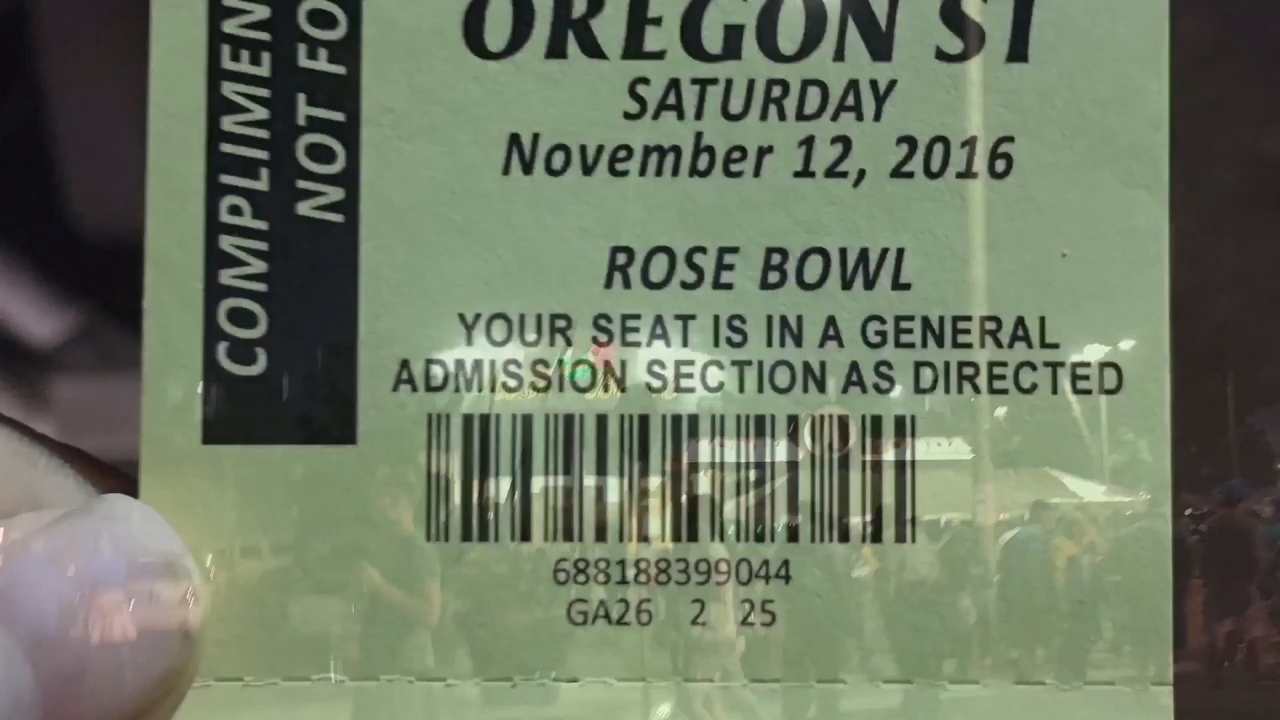 COMPLIMEN
NOT FO
OREGON ST
SATURDAY
November 12, 2016
ROSE BOWL
YOUR SEAT IS IN A GENERAL
ADMISSION SECTION AS DIRECTED
688188399044
GA26 2 25